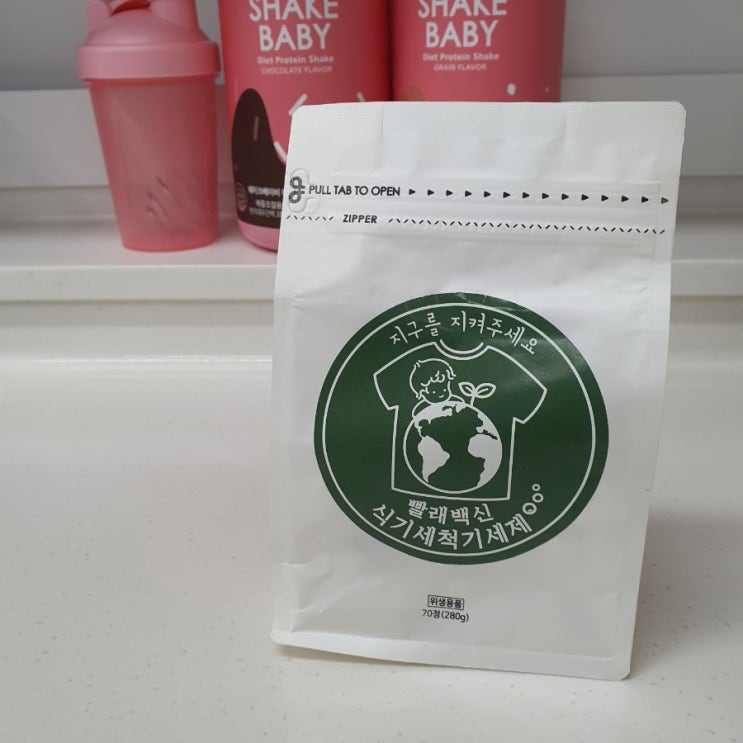 SHAKE
BABY
Diet Protein Shake
CHOCOLATE FLAVOR
SHAKE
BABY
Diet Protein Shake
GRAIN FLAVOR
PULL TAB TO OPEN
ZIPPER
지구를 지켜주세요
빨래백신
식기세척기세제
위생용품
70정(280g)